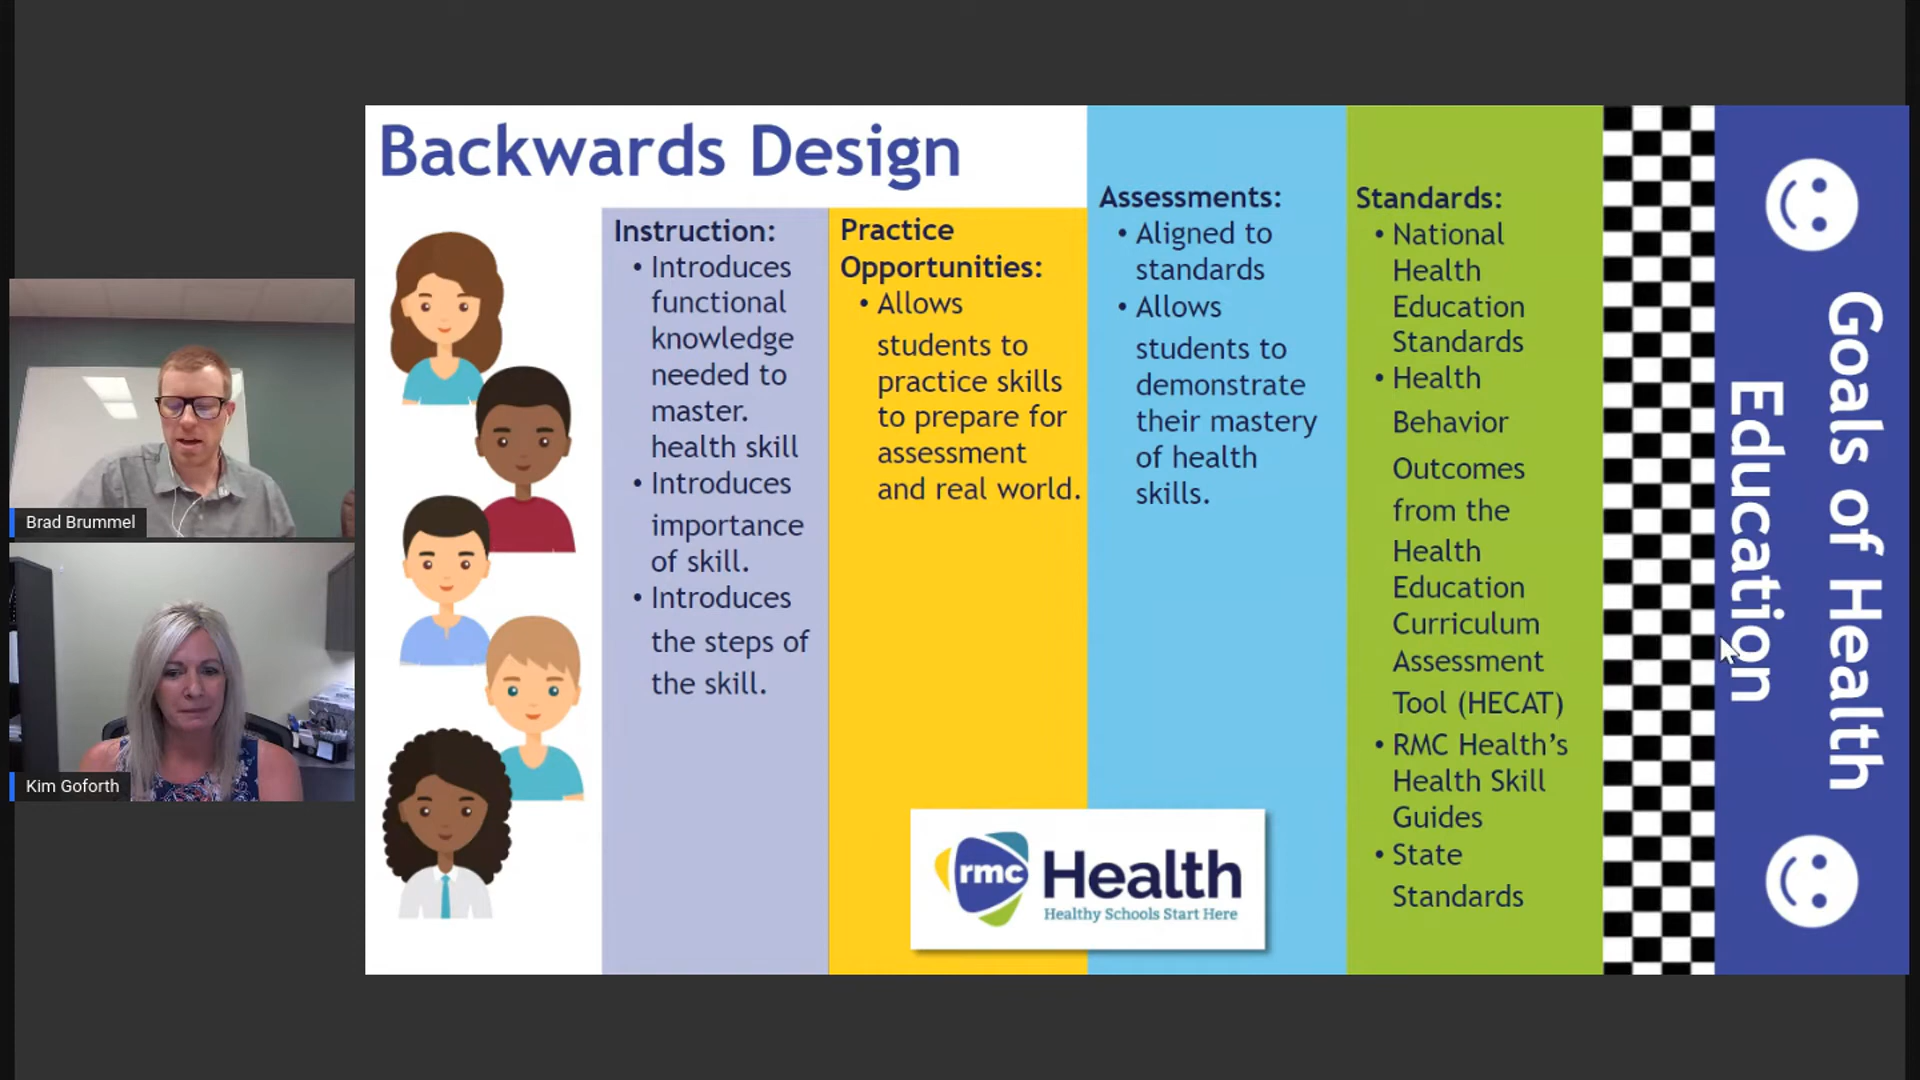 Backwards Design
Instruction:
• Introduces
functional
knowledge
needed to
master.
health skill
• Introduces
importance
of skill.
• Introduces
the steps of
the skill.
Practice
Opportunities:
• Allows
students to
practice skills
to prepare for
assessment
and real world.
Assessments:
• Aligned to
standards
• Allows
students to
demonstrate
their mastery
of health
skills.
Standards:
• National
Health
Education
Standards
• Health
Behavior
Outcomes
from the
Health
Education
Curriculum
Assessment
Tool (HECAT)
• RMC Health’s
Health Skill
Guides
• State
Standards
Goals of Health
Education
rmc Health
Healthy Schools Start Here
Brad Brummel
Kim Goforth